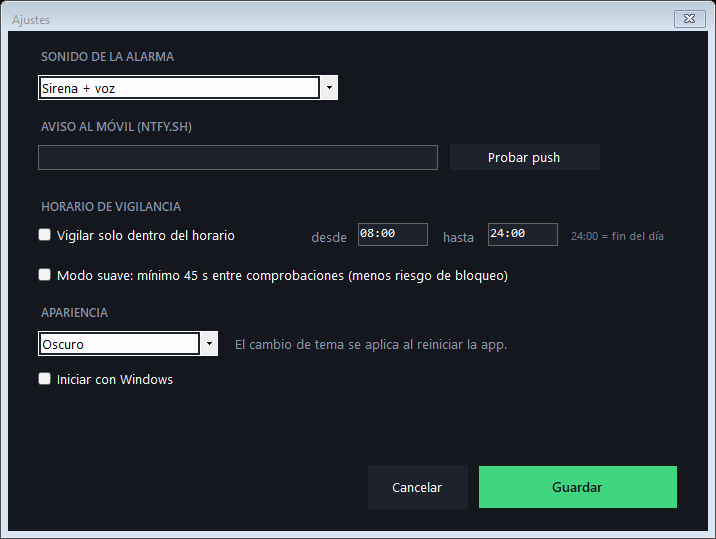 Ajustes
SONIDO DE LA ALARMA
Sirena + voz
AVISO AL MÓVIL (NTFY.SH)
Probar push
HORARIO DE VIGILANCIA
Vigilar solo dentro del horario desde 08:00 hasta 24:00 24:00 = fin del día
Modo suave: mínimo 45 s entre comprobaciones (menos riesgo de bloqueo)
APARIENCIA
Oscuro El cambio de tema se aplica al reiniciar la app.
Iniciar con Windows
Cancelar Guardar